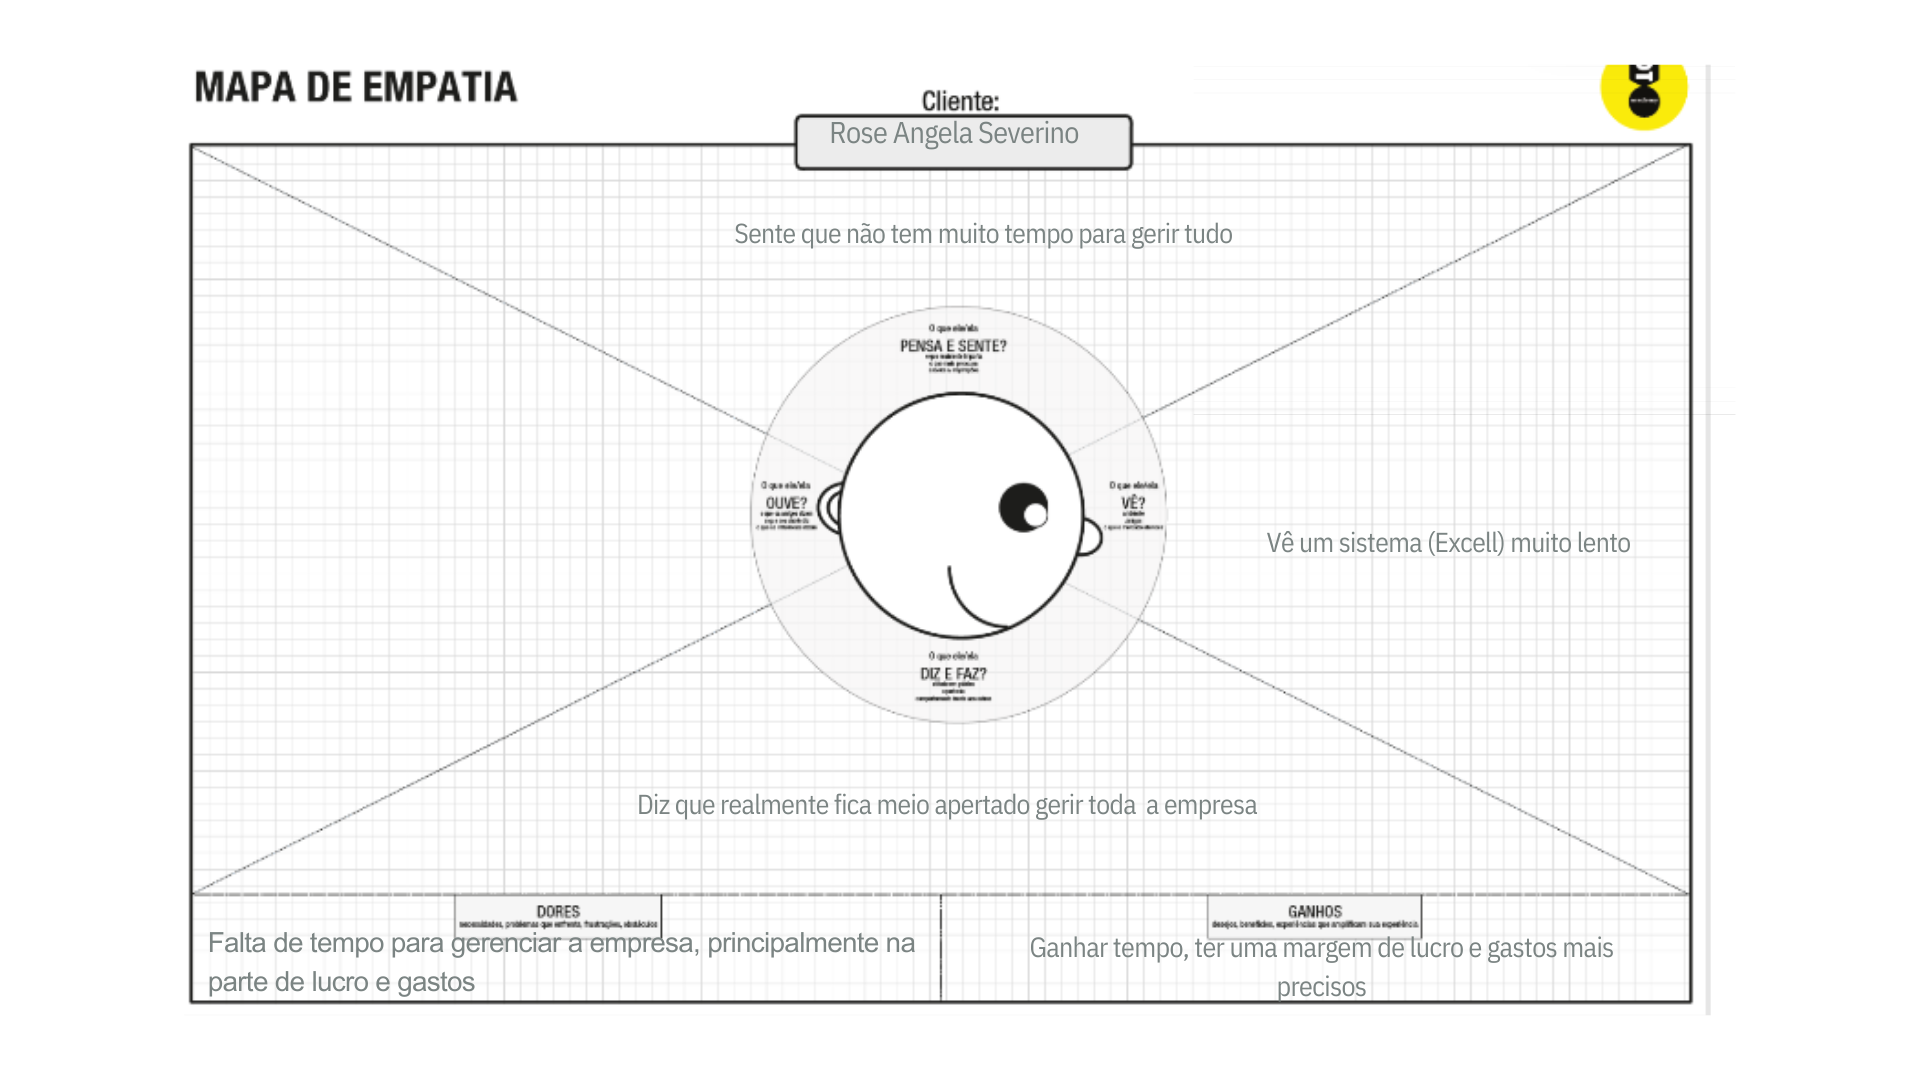 MAPA DE EMPATIA
Cliente:
Rose Angela Severino
Sente que não tem muito tempo para gerir tudo
O que ele/ela
PENSA E SENTE?
O que ele/ela
OUVE?
O que ele/ela
VÊ?
Vê um sistema (Excell) muito lento
O que ele/ela
DIZ E FAZ?
Diz que realmente fica meio apertado gerir toda a empresa
DORES
necessidades, problemas que enfrenta, frustrações, obstáculos
Falta de tempo para gerenciar a empresa, principalmente na
parte de lucro e gastos
GANHOS
desejos, benefícios, experiências que amplificam sua experiência
Ganhar tempo, ter uma margem de lucro e gastos mais
precisos